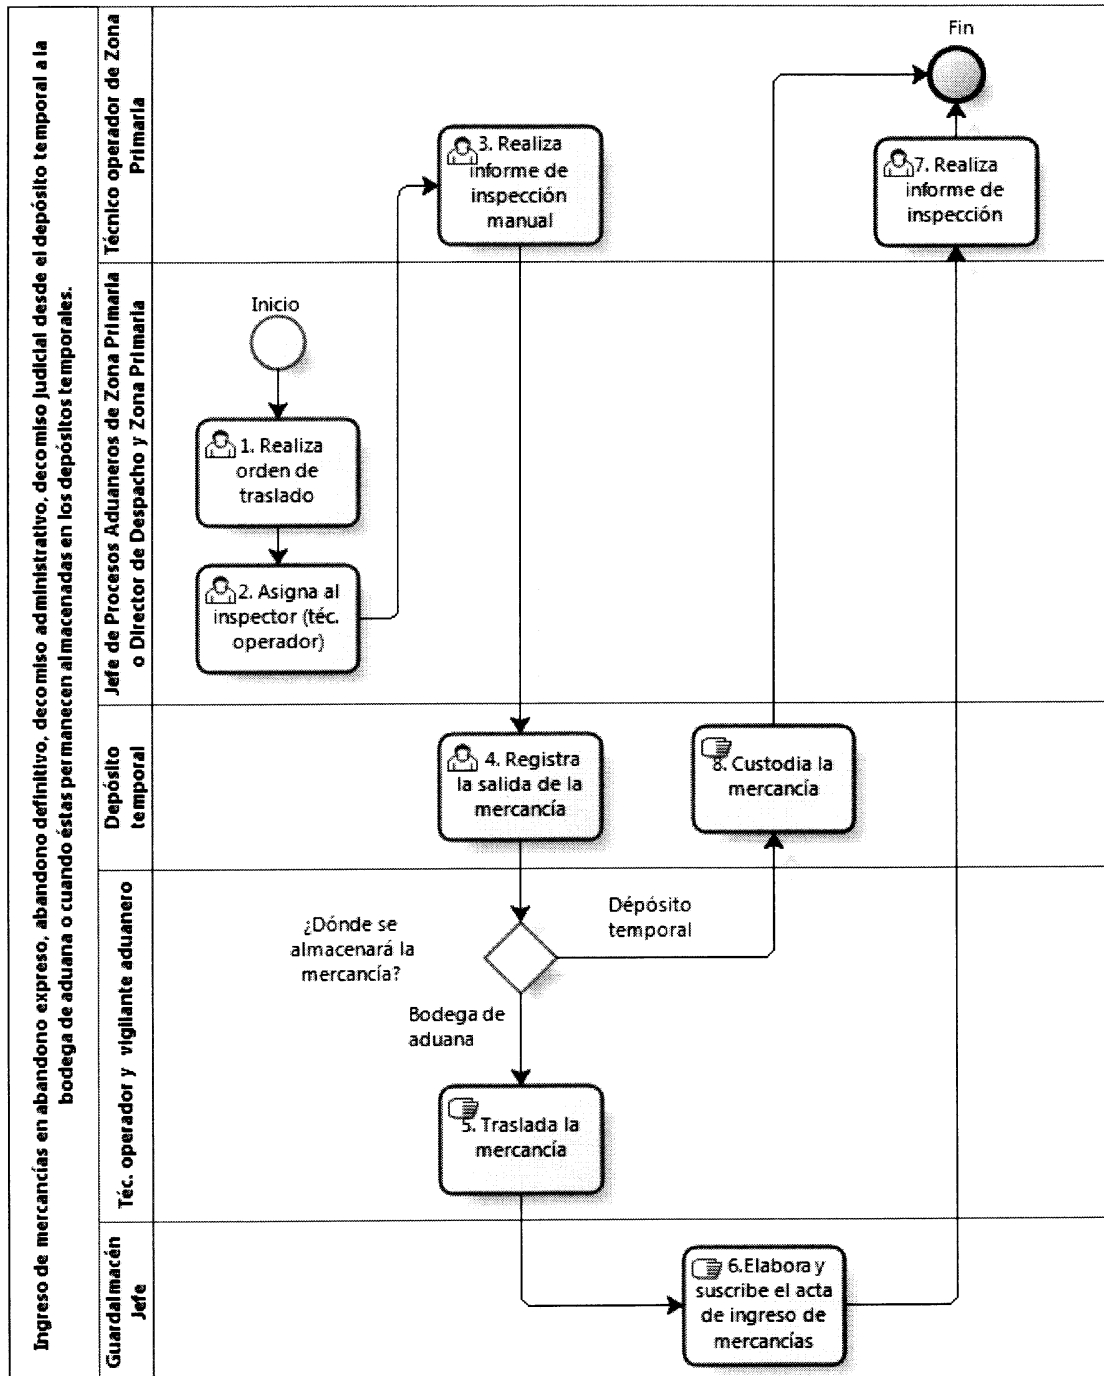 Ingreso de mercancías en abandono expreso, abandono definitivo, decomiso administrativo, decomiso judicial desde el depósito temporal a la
bodega de aduana o cuando éstas permanecen almacenadas en los depósitos temporales.
Técnico operador de Zona
Primaria
Fin
3. Realiza
informe de
inspección
manual
7. Realiza
informe de
inspección
Jefe de Procesos Aduaneros de Zona Primaria
o Director de Despacho y Zona Primaria
Inicio
1. Realiza
orden de
traslado
2. Asigna al
inspector (téc.
operador)
Depósito
temporal
4. Registra
la salida de la
mercancía
8. Custodia la
mercancía
Téc. operador y vigilante aduanero
¿Dónde se
almacenará la
mercancía?
Dépósito
temporal
Bodega de
aduana
5. Traslada la
mercancía
Guardalmacén
Jefe
6.Elabora y
suscribe el acta
de ingreso de
mercancías